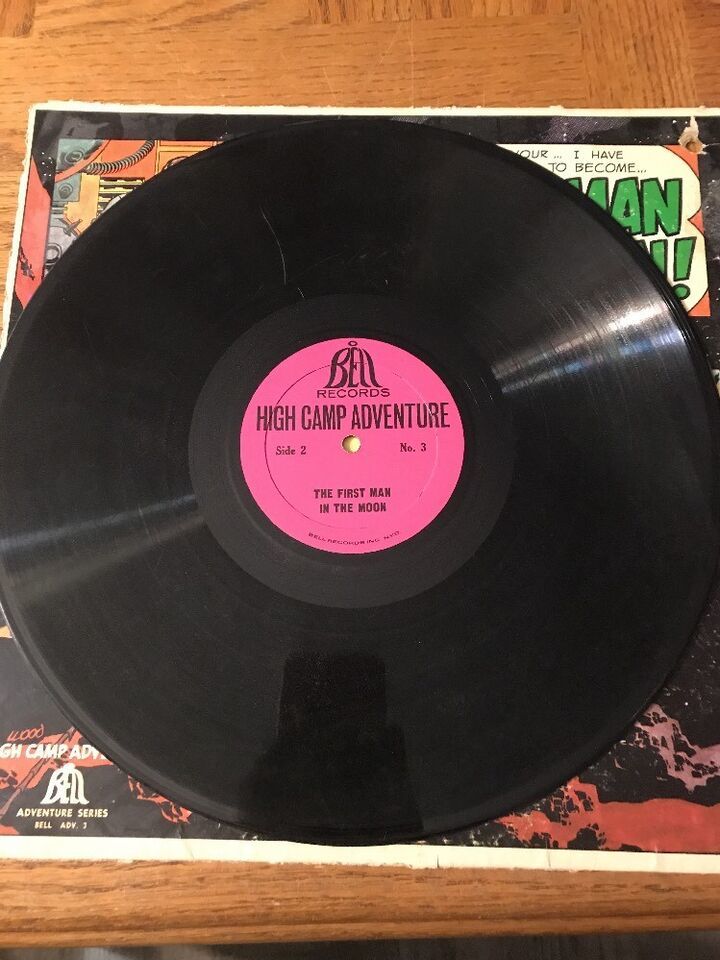 YOUR... I HAVE
TO BECOME...
MAN
!
BELL
RECORDS
HIGH CAMP ADVENTURE
Side 2 No. 3
THE FIRST MAN
IN THE MOON
BELL RECORDS INC. N.Y.C.
WOOD
GH CAMP ADV
BELL
ADVENTURE SERIES
BELL ADV. 3